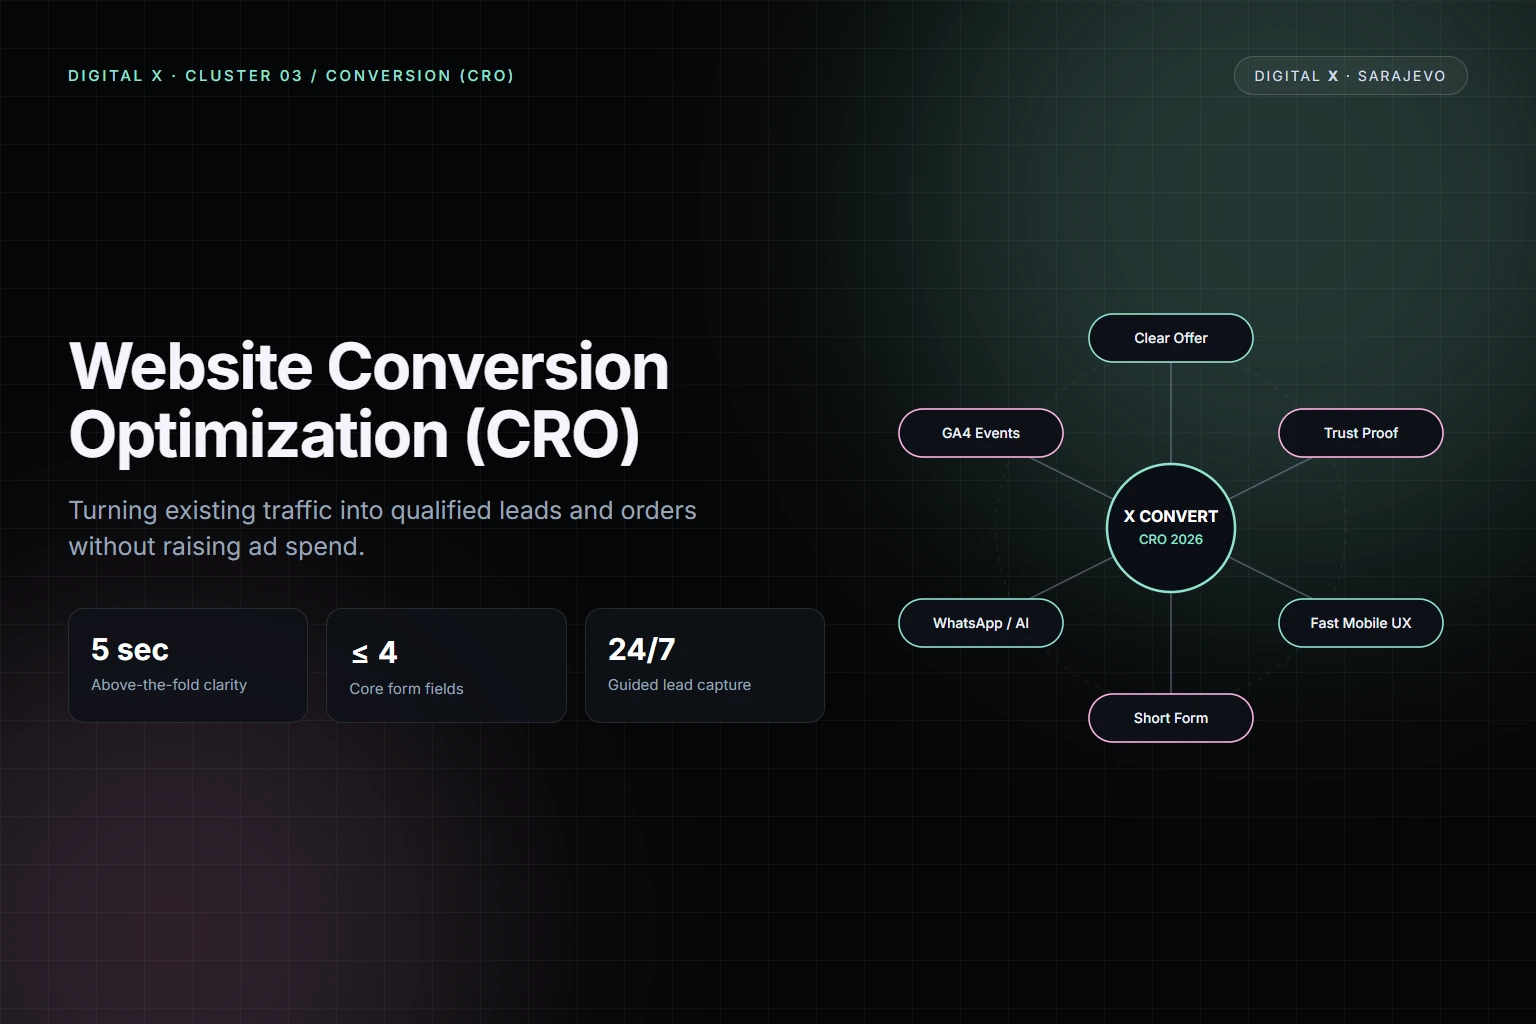 DIGITAL X · CLUSTER 03 / CONVERSION (CRO)
DIGITAL X · SARAJEVO
Website Conversion
Optimization (CRO)
Turning existing traffic into qualified leads and orders
without raising ad spend.
5 sec
Above-the-fold clarity
≤ 4
Core form fields
24/7
Guided lead capture
Clear Offer
GA4 Events
Trust Proof
X CONVERT
CRO 2026
WhatsApp / AI
Fast Mobile UX
Short Form